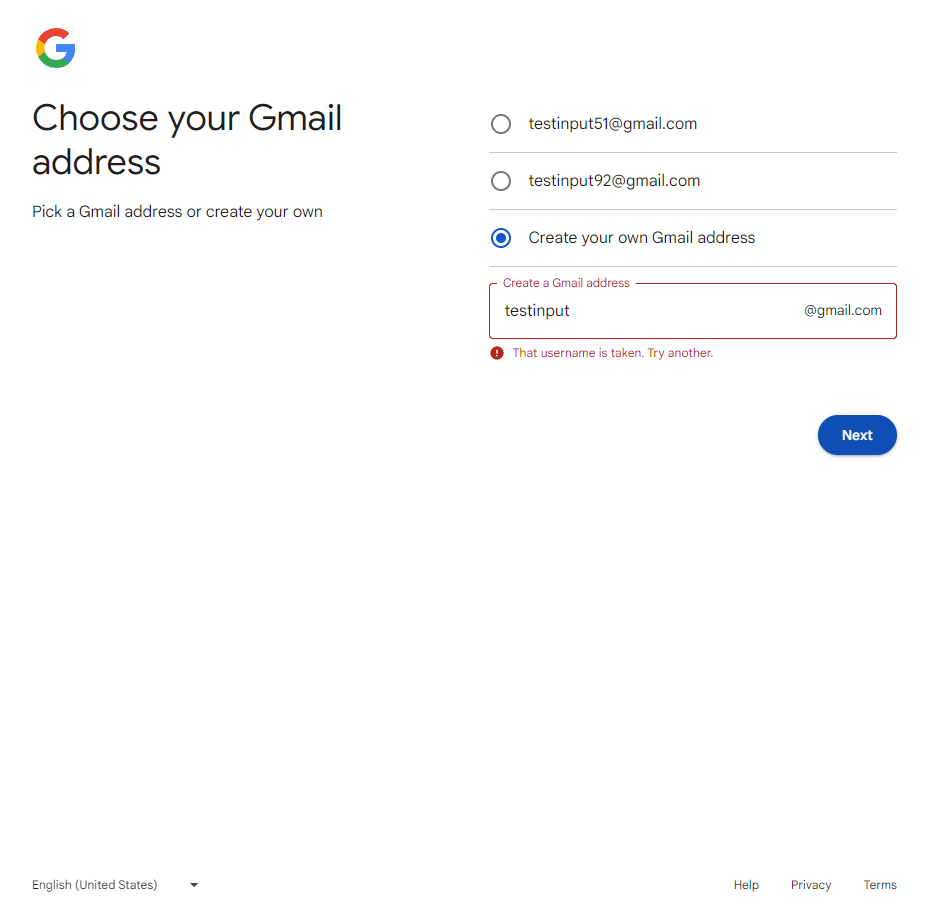 Choose your Gmail
address
Pick a Gmail address or create your own
testinput51@gmail.com
testinput92@gmail.com
Create your own Gmail address
Create a Gmail address
testinput @gmail.com
That username is taken. Try another.
Next
English (United States)
Help Privacy Terms